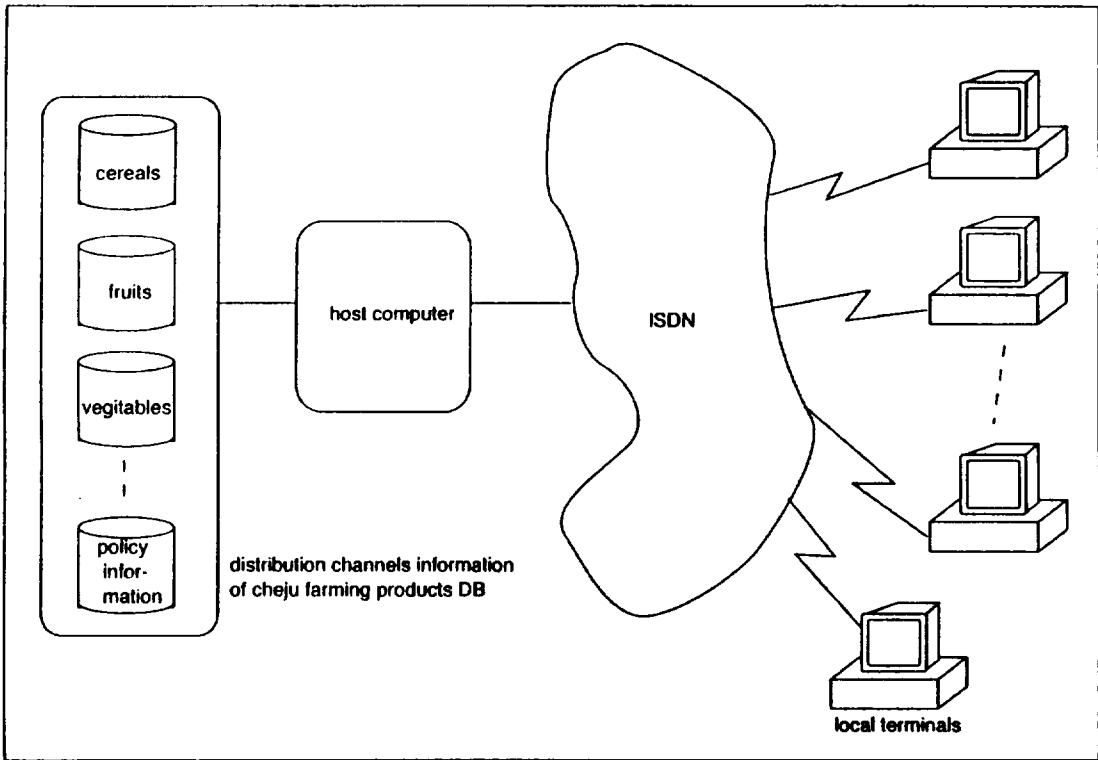 cereals
fruits
vegitables
policy
infor-
mation
distribution channels information
of cheju farming products DB
host computer
ISDN
local terminals